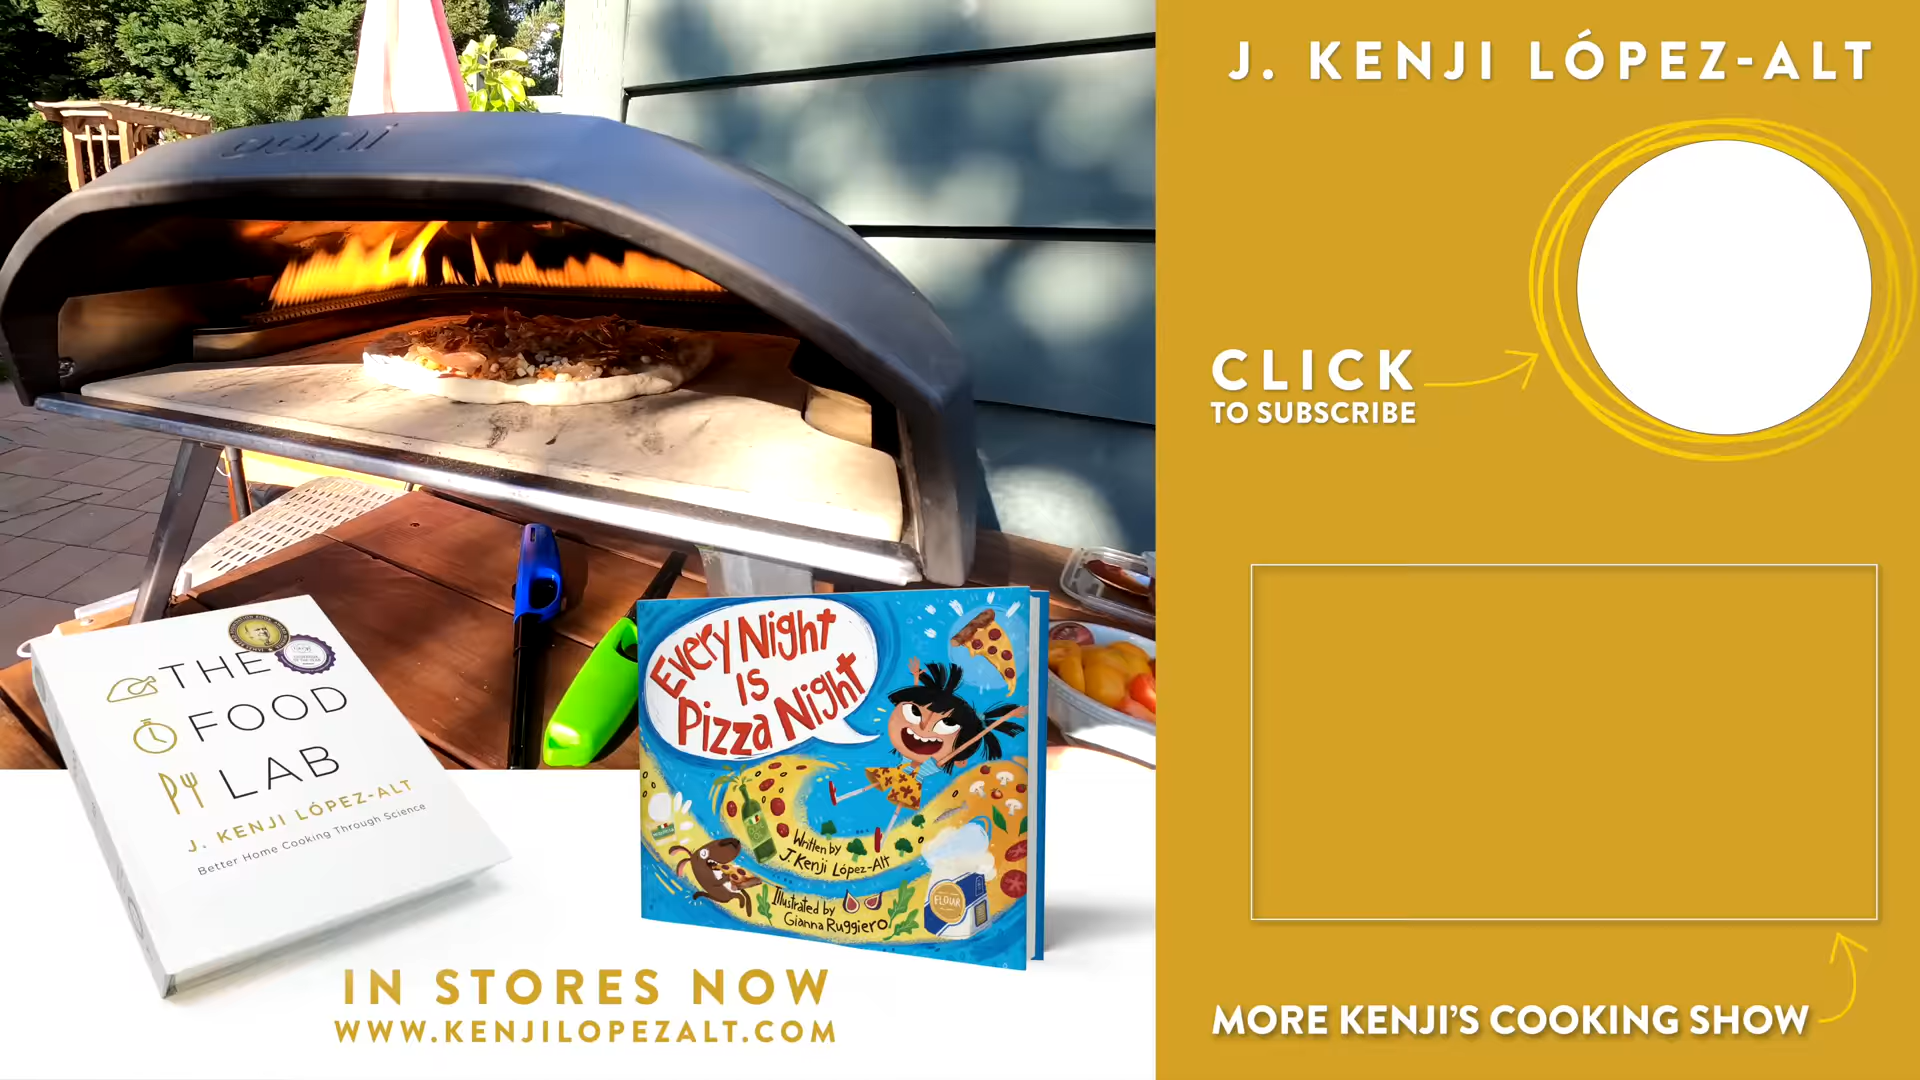 ooni
J. KENJI LÓPEZ-ALT
CLICK
TO SUBSCRIBE
THE
FOOD
LAB
J. KENJI LÓPEZ-ALT
Better Home Cooking Through Science
Every Night
is
Pizza Night
Written by
J. Kenji López-Alt
Illustrated by
Gianna Ruggiero
FLOUR
IN STORES NOW
WWW.KENJILOPEZALT.COM
MORE KENJI'S COOKING SHOW